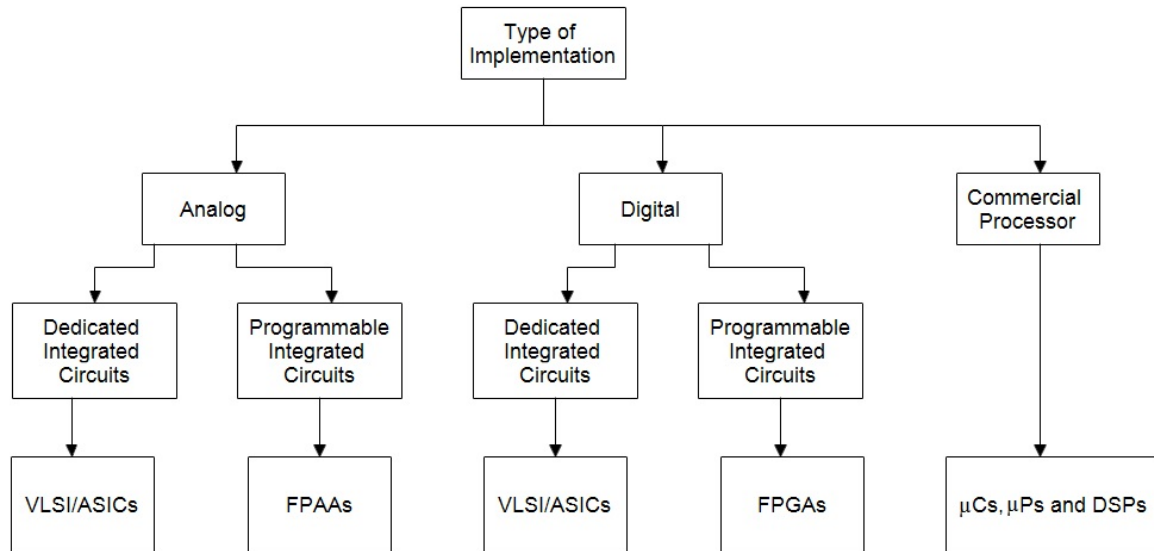 Type of
Implementation
Analog
Digital
Commercial
Processor
Dedicated
Integrated
Circuits
Programmable
Integrated
Circuits
Dedicated
Integrated
Circuits
Programmable
Integrated
Circuits
VLSI/ASICs
FPAAs
VLSI/ASICs
FPGAs
μCs, μPs and DSPs